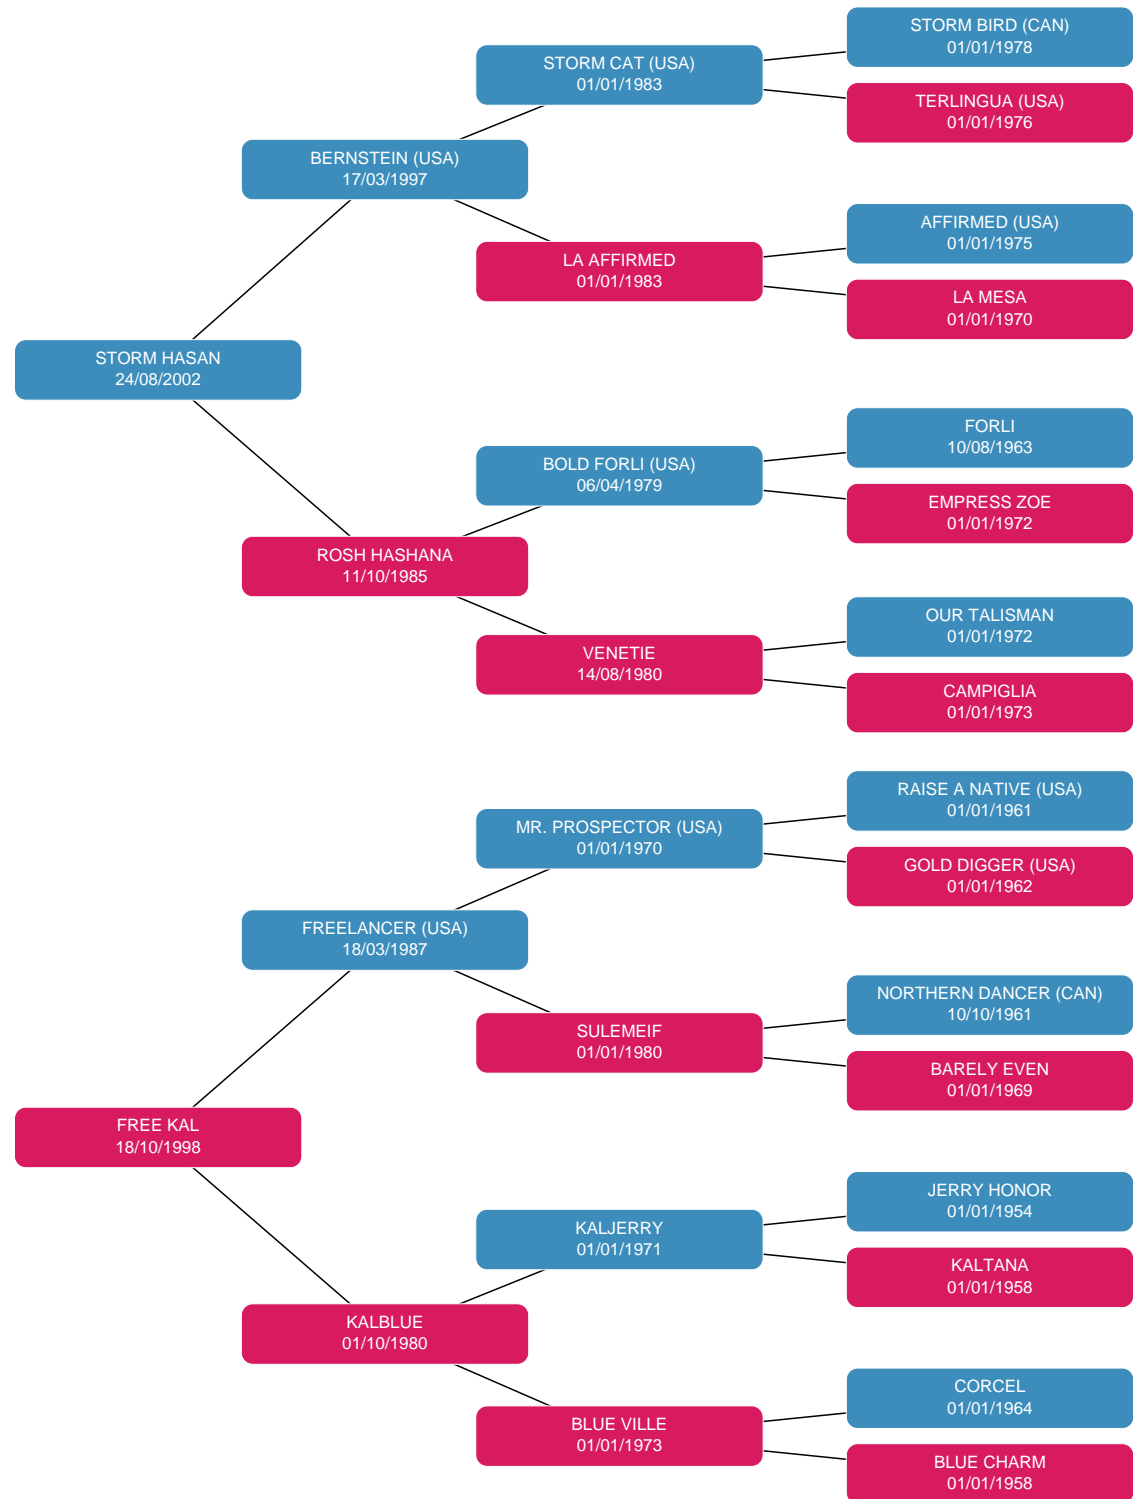 STORM BIRD (CAN)
01/01/1978
STORM CAT (USA)
01/01/1983
TERLINGUA (USA)
01/01/1976
BERNSTEIN (USA)
17/03/1997
AFFIRMED (USA)
01/01/1975
LA AFFIRMED
01/01/1983
LA MESA
01/01/1970
STORM HASAN
24/08/2002
FORLI
10/08/1963
BOLD FORLI (USA)
06/04/1979
EMPRESS ZOE
01/01/1972
ROSH HASHANA
11/10/1985
OUR TALISMAN
01/01/1972
VENETIE
14/08/1980
CAMPIGLIA
01/01/1973
RAISE A NATIVE (USA)
01/01/1961
MR. PROSPECTOR (USA)
01/01/1970
GOLD DIGGER (USA)
01/01/1962
FREELANCER (USA)
18/03/1987
NORTHERN DANCER (CAN)
10/10/1961
SULEMEIF
01/01/1980
BARELY EVEN
01/01/1969
FREE KAL
18/10/1998
JERRY HONOR
01/01/1954
KALJERRY
01/01/1971
KALTANA
01/01/1958
KALBLUE
01/10/1980
CORCEL
01/01/1964
BLUE VILLE
01/01/1973
BLUE CHARM
01/01/1958